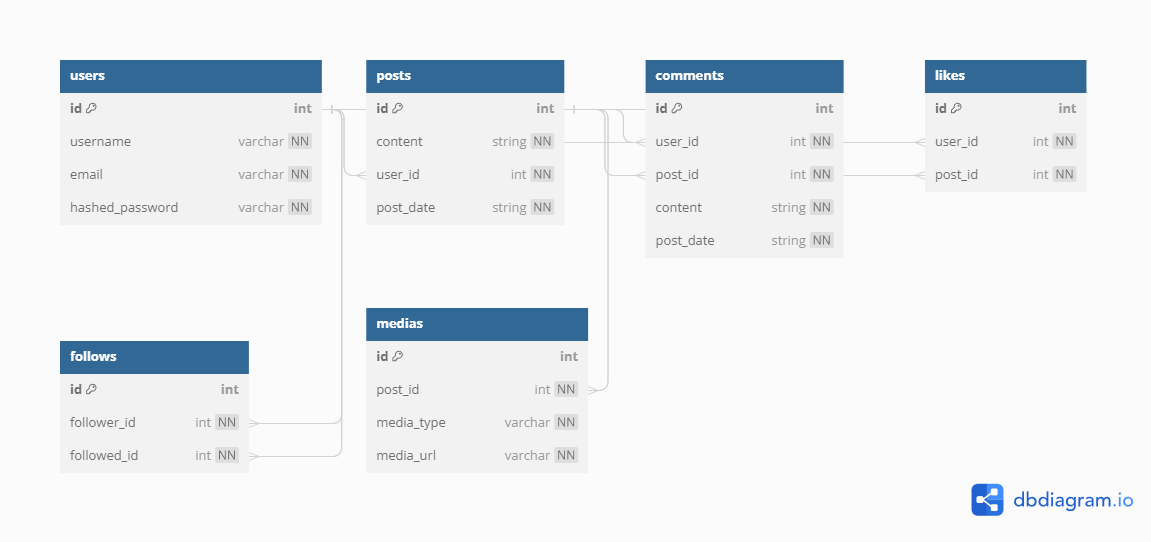 users
id int
username varchar NN
email varchar NN
hashed_password varchar NN
posts
id int
content string NN
user_id int NN
post_date string NN
comments
id int
user_id int NN
post_id int NN
content string NN
post_date string NN
likes
id int
user_id int NN
post_id int NN
follows
id int
follower_id int NN
followed_id int NN
medias
id int
post_id int NN
media_type varchar NN
media_url varchar NN
dbdiagram.io